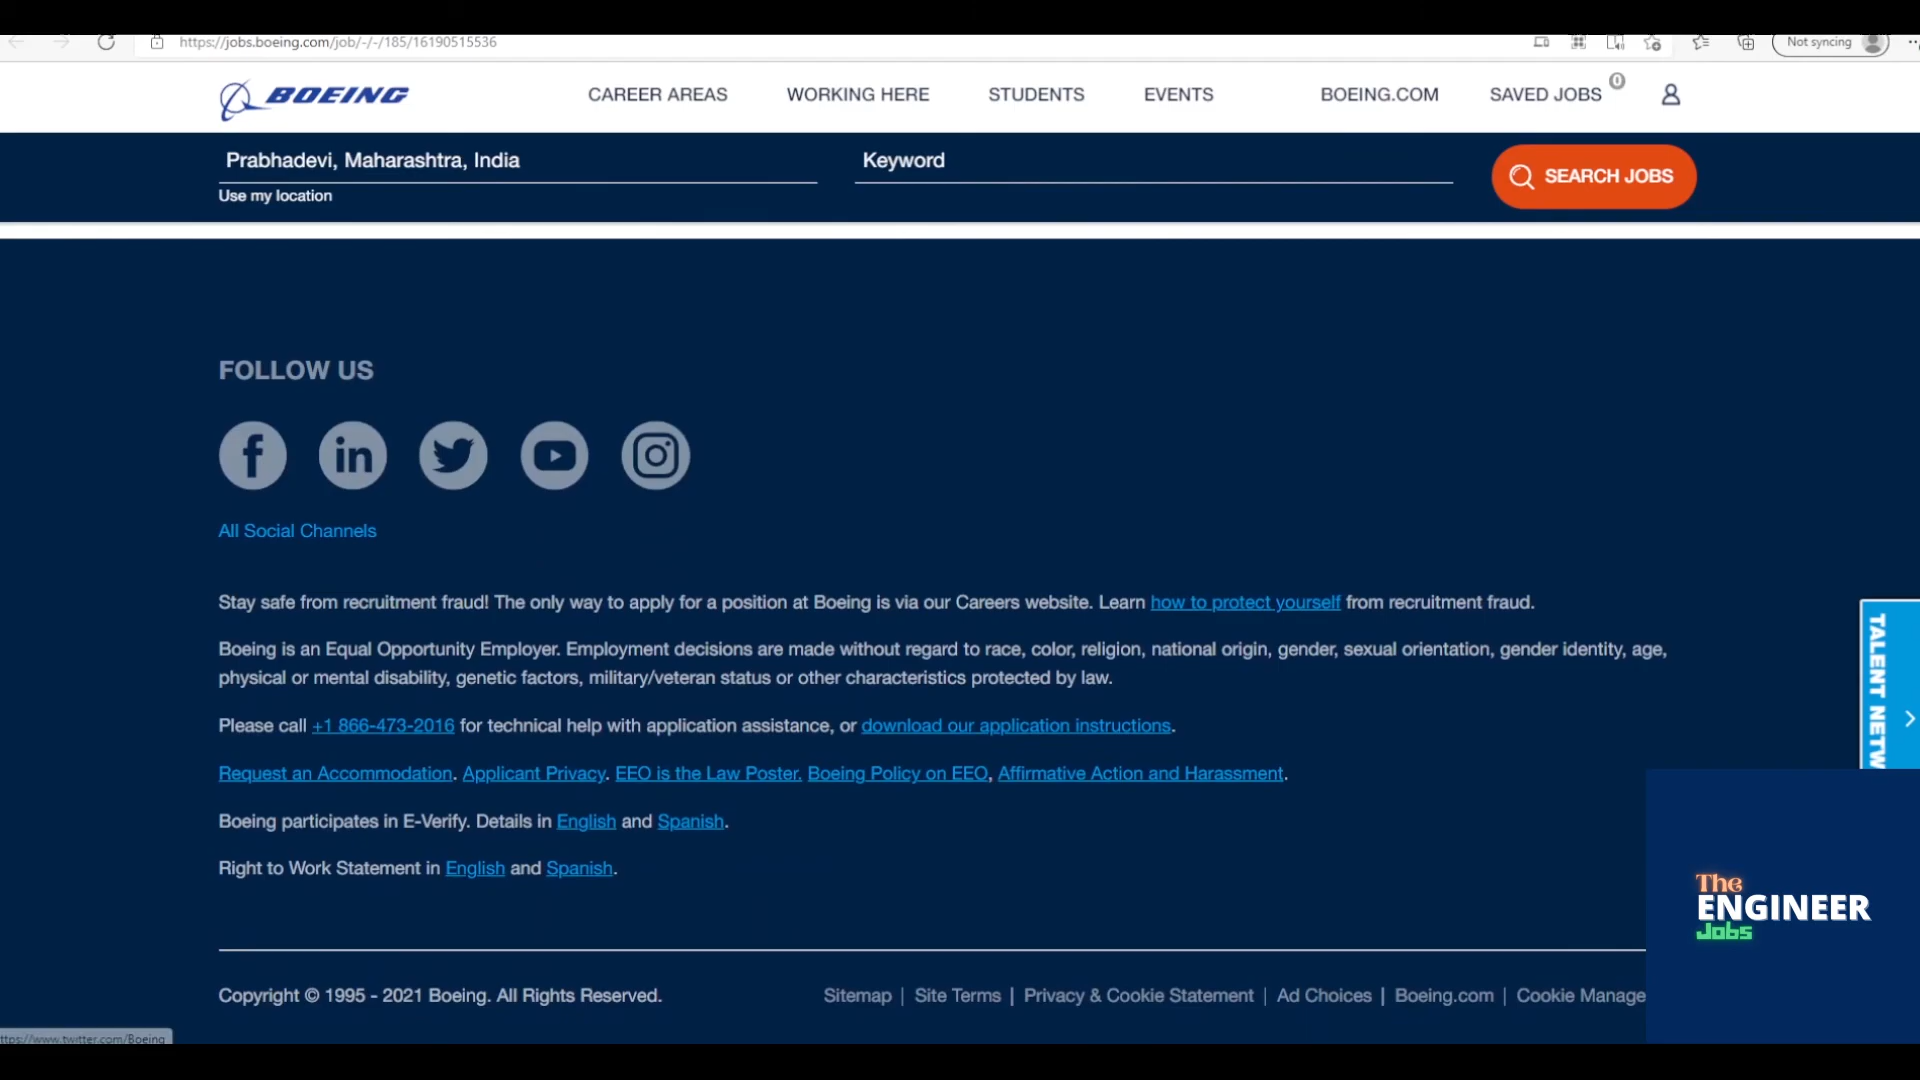 https://jobs.boeing.com/job/-/-/185/16190515536
Not syncing
BOEING
CAREER AREAS
WORKING HERE
STUDENTS
EVENTS
BOEING.COM
SAVED JOBS
0
Prabhadevi, Maharashtra, India
Keyword
SEARCH JOBS
Use my location
FOLLOW US
All Social Channels
Stay safe from recruitment fraud! The only way to apply for a position at Boeing is via our Careers website. Learn how to protect yourself from recruitment fraud.
Boeing is an Equal Opportunity Employer. Employment decisions are made without regard to race, color, religion, national origin, gender, sexual orientation, gender identity, age,
physical or mental disability, genetic factors, military/veteran status or other characteristics protected by law.
Please call +1 866-473-2016 for technical help with application assistance, or download our application instructions.
Request an Accommodation. Applicant Privacy. EEO is the Law Poster. Boeing Policy on EEO, Affirmative Action and Harassment.
Boeing participates in E-Verify. Details in English and Spanish.
Right to Work Statement in English and Spanish.
TALENT NETW
The
ENGINEER
Jobs
Copyright © 1995 - 2021 Boeing. All Rights Reserved.
Sitemap | Site Terms | Privacy & Cookie Statement | Ad Choices | Boeing.com | Cookie Manage
ttps://www.twitter.com/Boeing